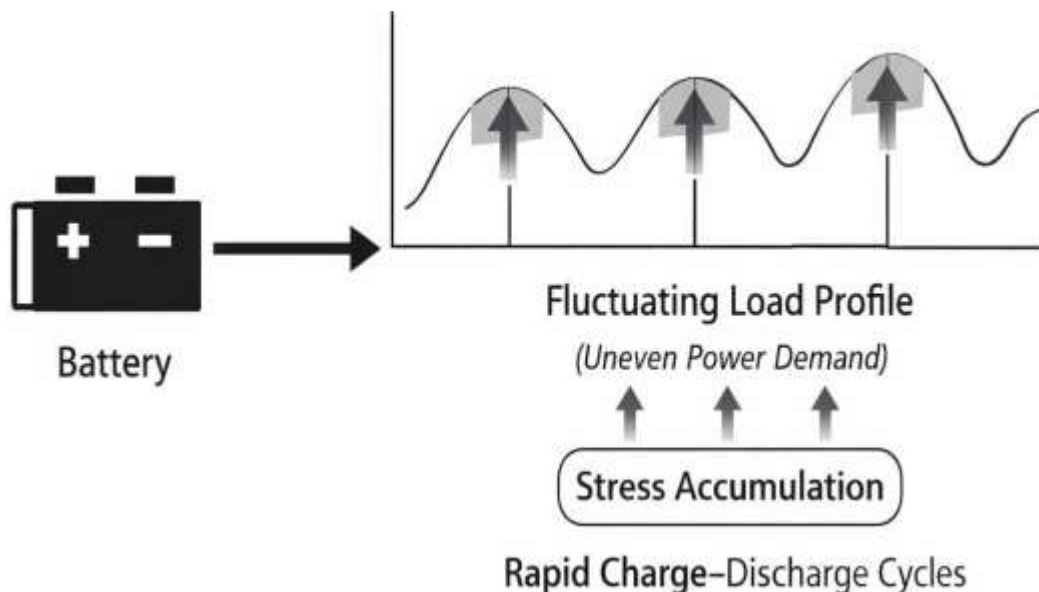 + −
Battery
Fluctuating Load Profile
(Uneven Power Demand)
Stress Accumulation
Rapid Charge–Discharge Cycles